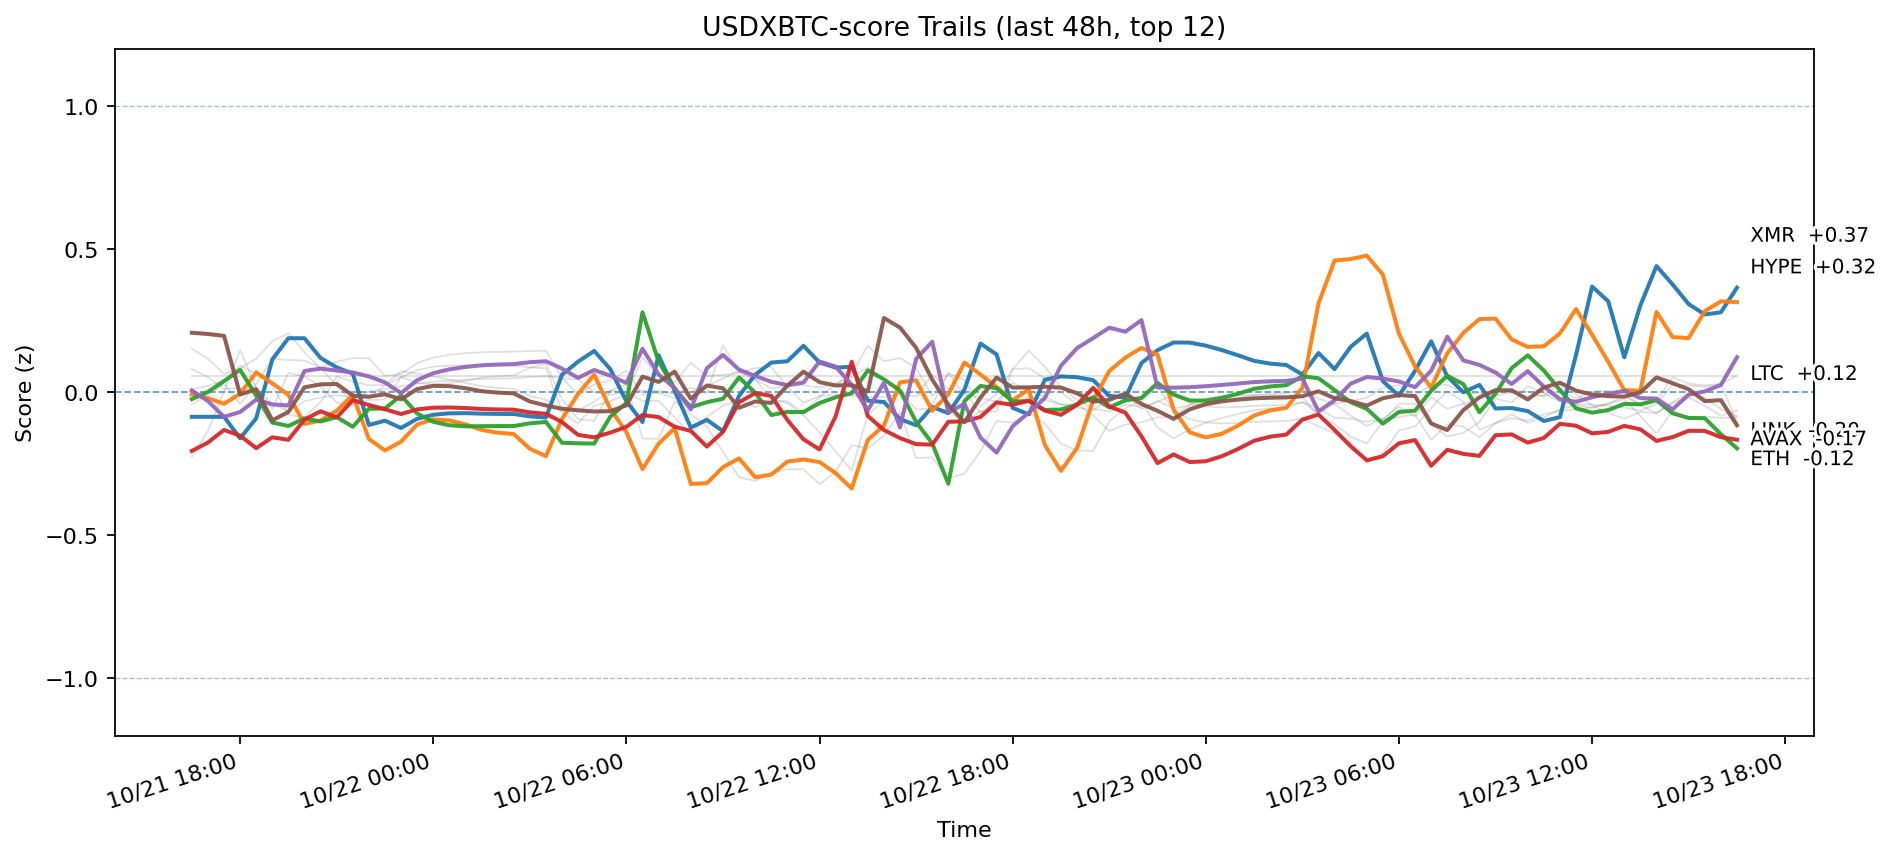 USDXBTC-score Trails (last 48h, top 12)
Score (z)
1.0
0.5
0.0
−0.5
−1.0
XMR +0.37
HYPE +0.32
LTC +0.12
AVAX -0.17
ETH -0.12
10/21 18:00
10/22 00:00
10/22 06:00
10/22 12:00
10/22 18:00
10/23 00:00
10/23 06:00
10/23 12:00
10/23 18:00
Time